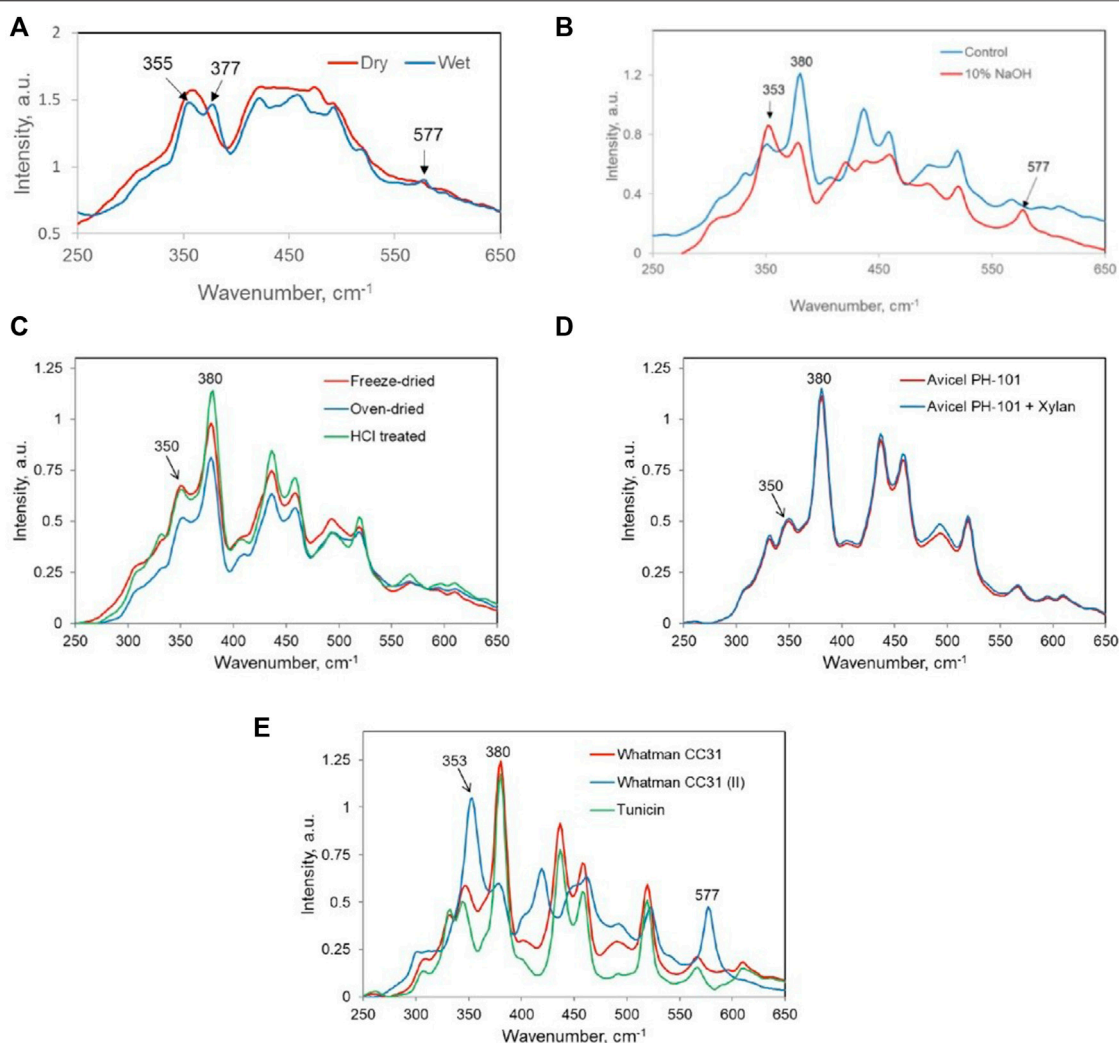 A
2
1.5
1
0.5
Intensity, a.u.
355
377
577
Dry
Wet
250
350
450
550
650
Wavenumber, cm-1
B
1.2
0.8
0.4
0
Intensity, a.u.
353
380
577
Control
10% NaOH
250
350
450
550
650
Wavenumber, cm-1
C
1.25
1
0.75
0.5
0.25
0
Intensity, a.u.
350
380
Freeze-dried
Oven-dried
HCl treated
250 300 350 400 450 500 550 600 650
Wavenumber, cm-1
D
1.25
1
0.75
0.5
0.25
0
Intensity, a.u.
350
380
Avicel PH-101
Avicel PH-101 + Xylan
250 300 350 400 450 500 550 600 650
Wavenumber, cm-1
E
1.25
1
0.75
0.5
0.25
0
Intensity, a.u.
353
380
577
Whatman CC31
Whatman CC31 (II)
Tunicin
250 300 350 400 450 500 550 600 650
Wavenumber, cm-1